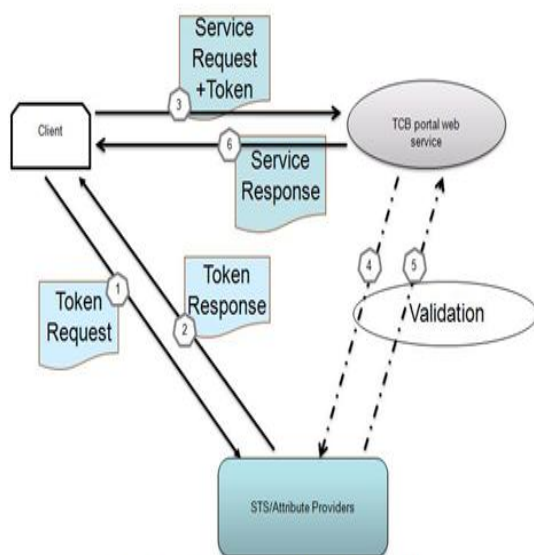 Service
Request
+Token
3
Client
TCB portal web
service
6
Service
Response
4
5
Token
Request
1
Token
Response
2
Validation
STS/Attribute Providers